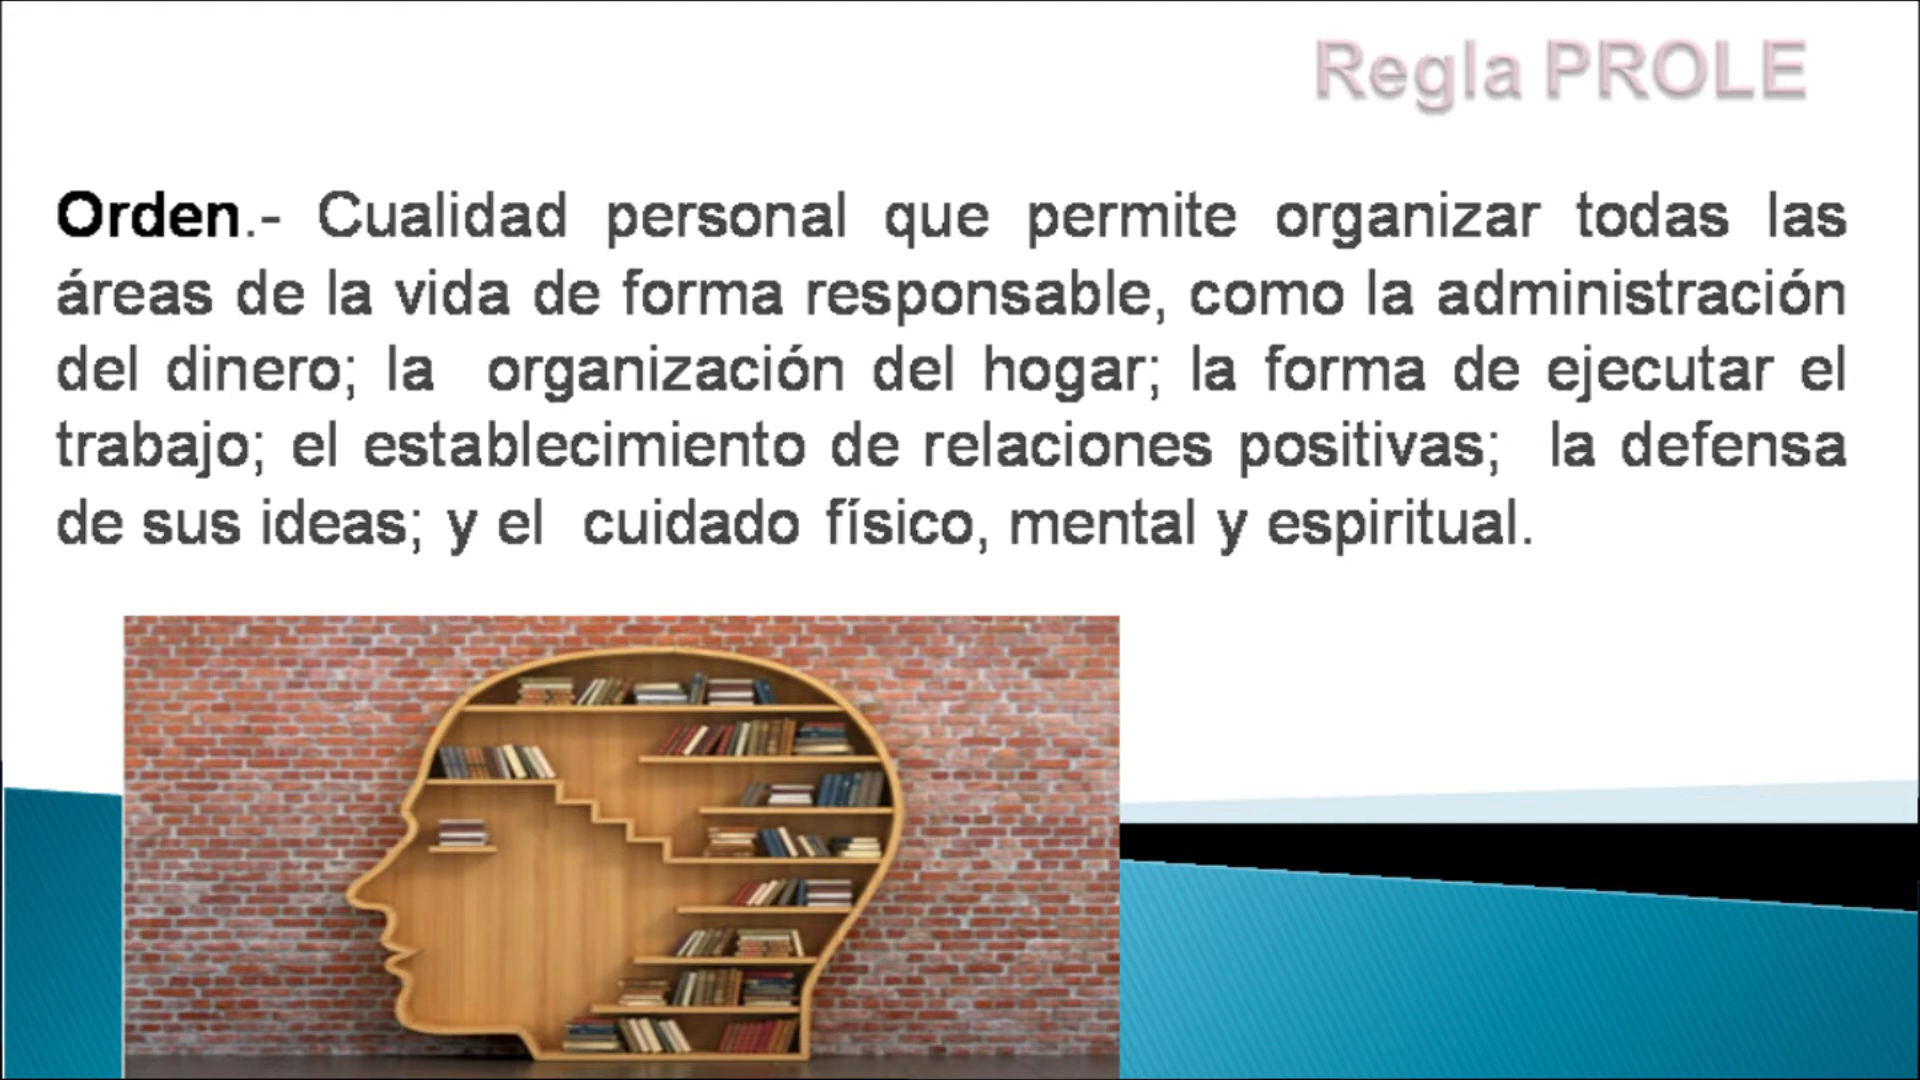 Regla PROLE
Orden.- Cualidad personal que permite organizar todas las
áreas de la vida de forma responsable, como la administración
del dinero; la organización del hogar; la forma de ejecutar el
trabajo; el establecimiento de relaciones positivas; la defensa
de sus ideas; y el cuidado físico, mental y espiritual.